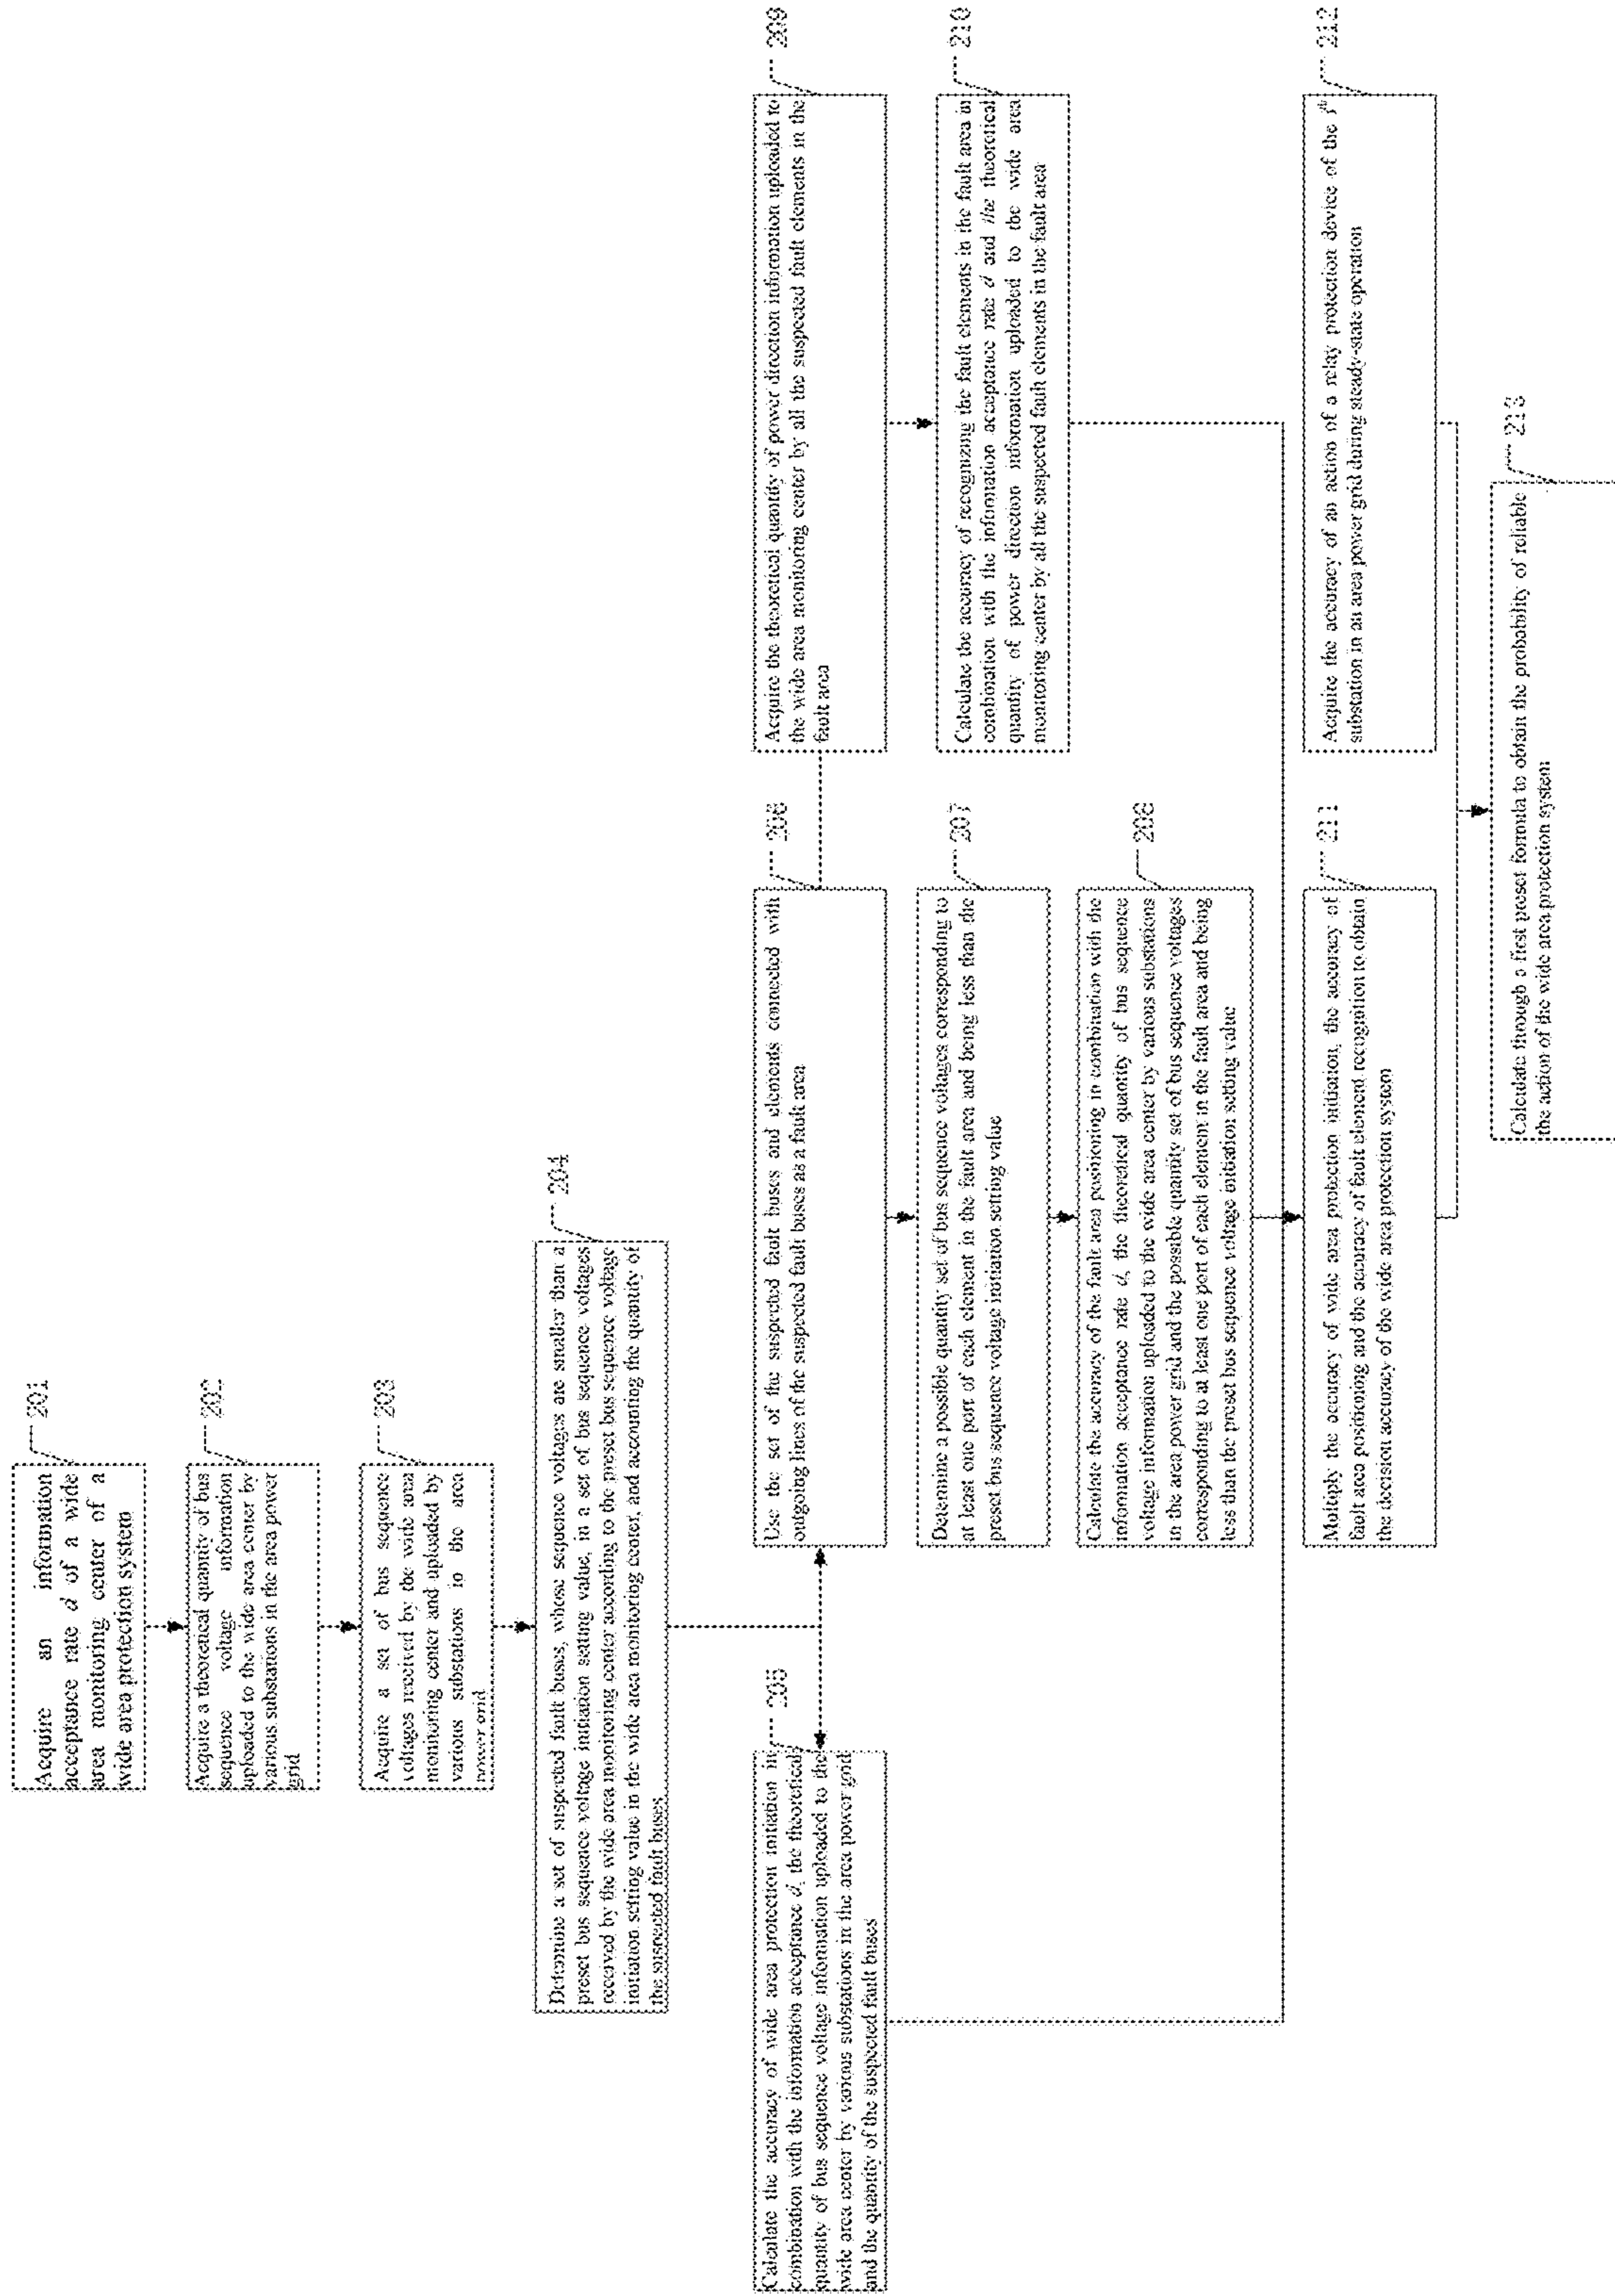 201
Acquire an information
acceptance rate d of a wide
area monitoring center of a
wide area protection system
202
Acquire a theoretical quantity of bus
sequence voltage information
uploaded to the wide area center by
various substations in the area power
grid
203
Acquire a set of bus sequence
voltages received by the wide area
monitoring center and uploaded by
various substations in the area
power grid
204
Determine a set of suspected fault buses, whose sequence voltages are smaller than a
preset bus sequence voltage initiation setting value, in a set of bus sequence voltages
received by the wide area monitoring center according to the preset bus sequence voltage
initiation setting value in the wide area monitoring center, and accounting the quantity of
the suspected fault buses
205
Calculate the accuracy of wide area protection initiation in
combination with the information acceptance d, the theoretical
quantity of bus sequence voltage information uploaded to the
wide area center by various substations in the area power grid
and the quantity of the suspected fault buses
206
Use the set of the suspected fault buses and elements connected with
outgoing lines of the suspected fault buses as a fault area
207
Determine a possible quantity set of bus sequence voltages corresponding to
at least one port of each element in the fault area and being less than the
preset bus sequence voltage initiation setting value
208
Calculate the accuracy of the fault area positioning in combination with the
information acceptance rate d, the theoretical quantity of bus sequence
voltage information uploaded to the wide area center by various substations
in the area power grid and the possible quantity set of bus sequence voltages
corresponding to at least one port of each element in the fault area and being
less than the preset bus sequence voltage initiation setting value
209
Acquire the theoretical quantity of power direction information uploaded to
the wide area monitoring center by all the suspected fault elements in the
fault area
210
Calculate the accuracy of recognizing the fault elements in the fault area in
combination with the information acceptance rate d and the theoretical
quantity of power direction information uploaded to the wide area
monitoring center by all the suspected fault elements in the fault area
211
Multiply the accuracy of wide area protection initiation, the accuracy of
fault area positioning and the accuracy of fault element recognition to obtain
the decision accuracy of the wide area protection system
212
Acquire the accuracy of an action of a relay protection device of the ith
substation in an area power grid during steady-state operation
213
Calculate through a first preset formula to obtain the probability of reliable
the action of the wide area protection system